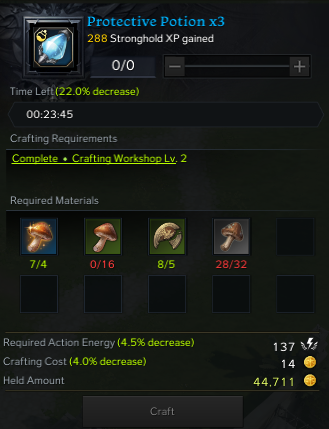 Protective Potion x3
288 Stronghold XP gained
0/0
Time Left(22.0% decrease)
00:23:45
Crafting Requirements
Complete • Crafting Workshop Lv. 2
Required Materials
7/4 0/16 8/5 28/32
Required Action Energy (4.5% decrease) 137
Crafting Cost (4.0% decrease) 14
Held Amount 44,711
Craft